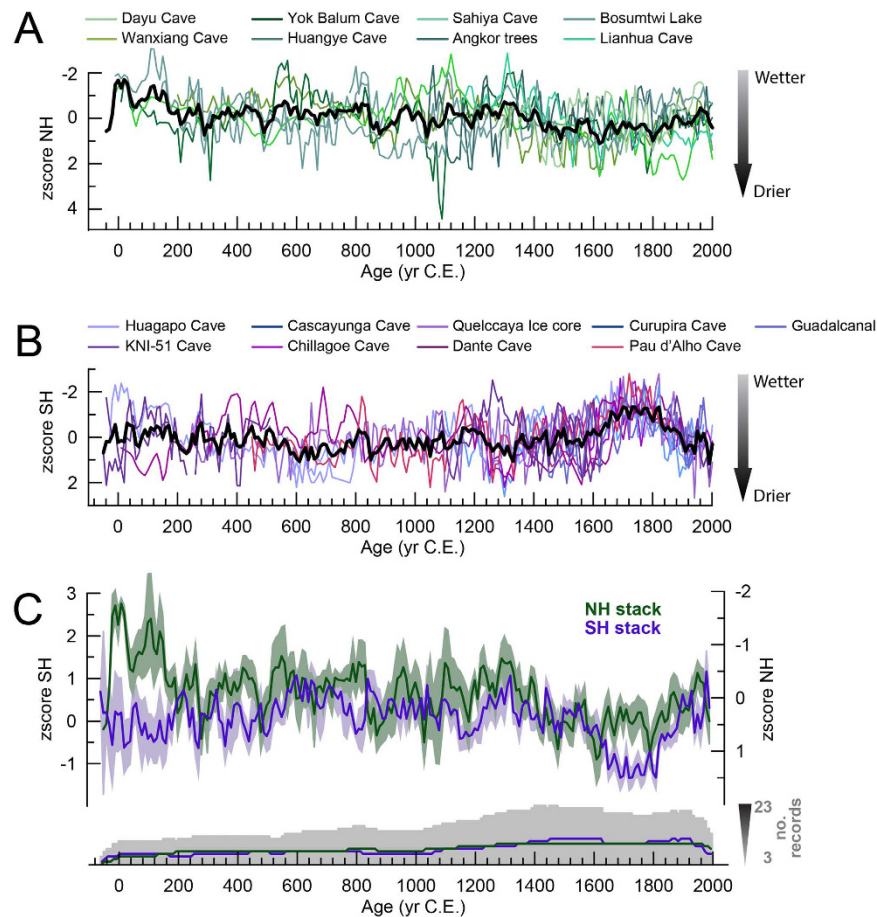 A
Dayu Cave Yok Balum Cave Sahiya Cave Bosumtwi Lake
Wanxiang Cave Huangye Cave Angkor trees Lianhua Cave
zscore NH
-2
0
2
4
Wetter
Drier
0 200 400 600 800 1000 1200 1400 1600 1800 2000
Age (yr C.E.)
B
Huagapo Cave Cascayunga Cave Quelccaya Ice core Curupira Cave Guadalcanal
KNI-51 Cave Chillagoe Cave Dante Cave Pau d'Alho Cave
zscore SH
-2
0
2
Wetter
Drier
0 200 400 600 800 1000 1200 1400 1600 1800 2000
Age (yr C.E.)
C
NH stack
SH stack
zscore SH
3
2
1
0
-1
-2
-1
0
1
zscore NH
23
3
no.
records
0 200 400 600 800 1000 1200 1400 1600 1800 2000
Age (yr C.E.)